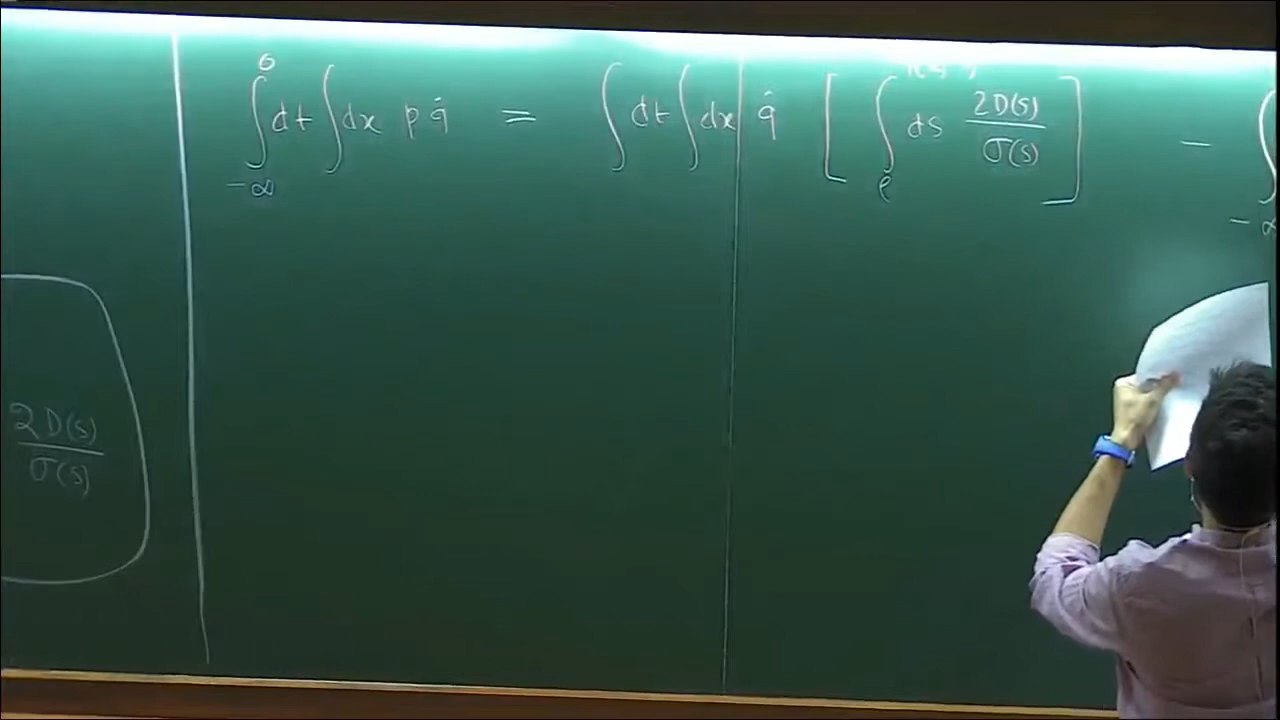 ∫_{-∞}^{0} dt ∫ dx p q̇ = ∫ dt ∫ dx q̇ [ ∫_{ρ} ds 2D(s)/σ(s) ] - ∫_{-∞}
2D(s)/σ(s)